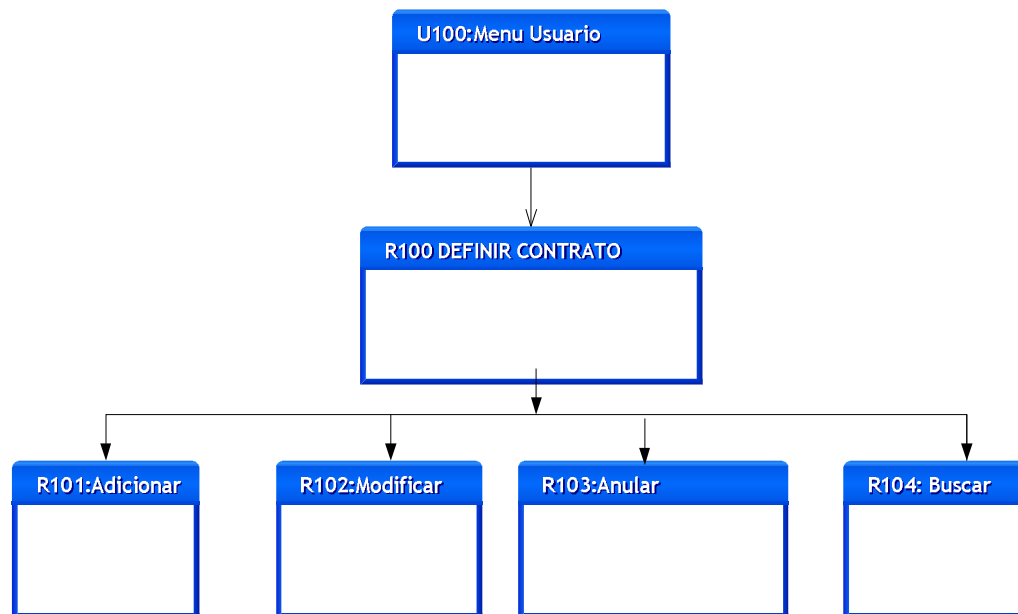 U100:Menu Usuario
R100 DEFINIR CONTRATO
R101:Adicionar
R102:Modificar
R103:Anular
R104: Buscar